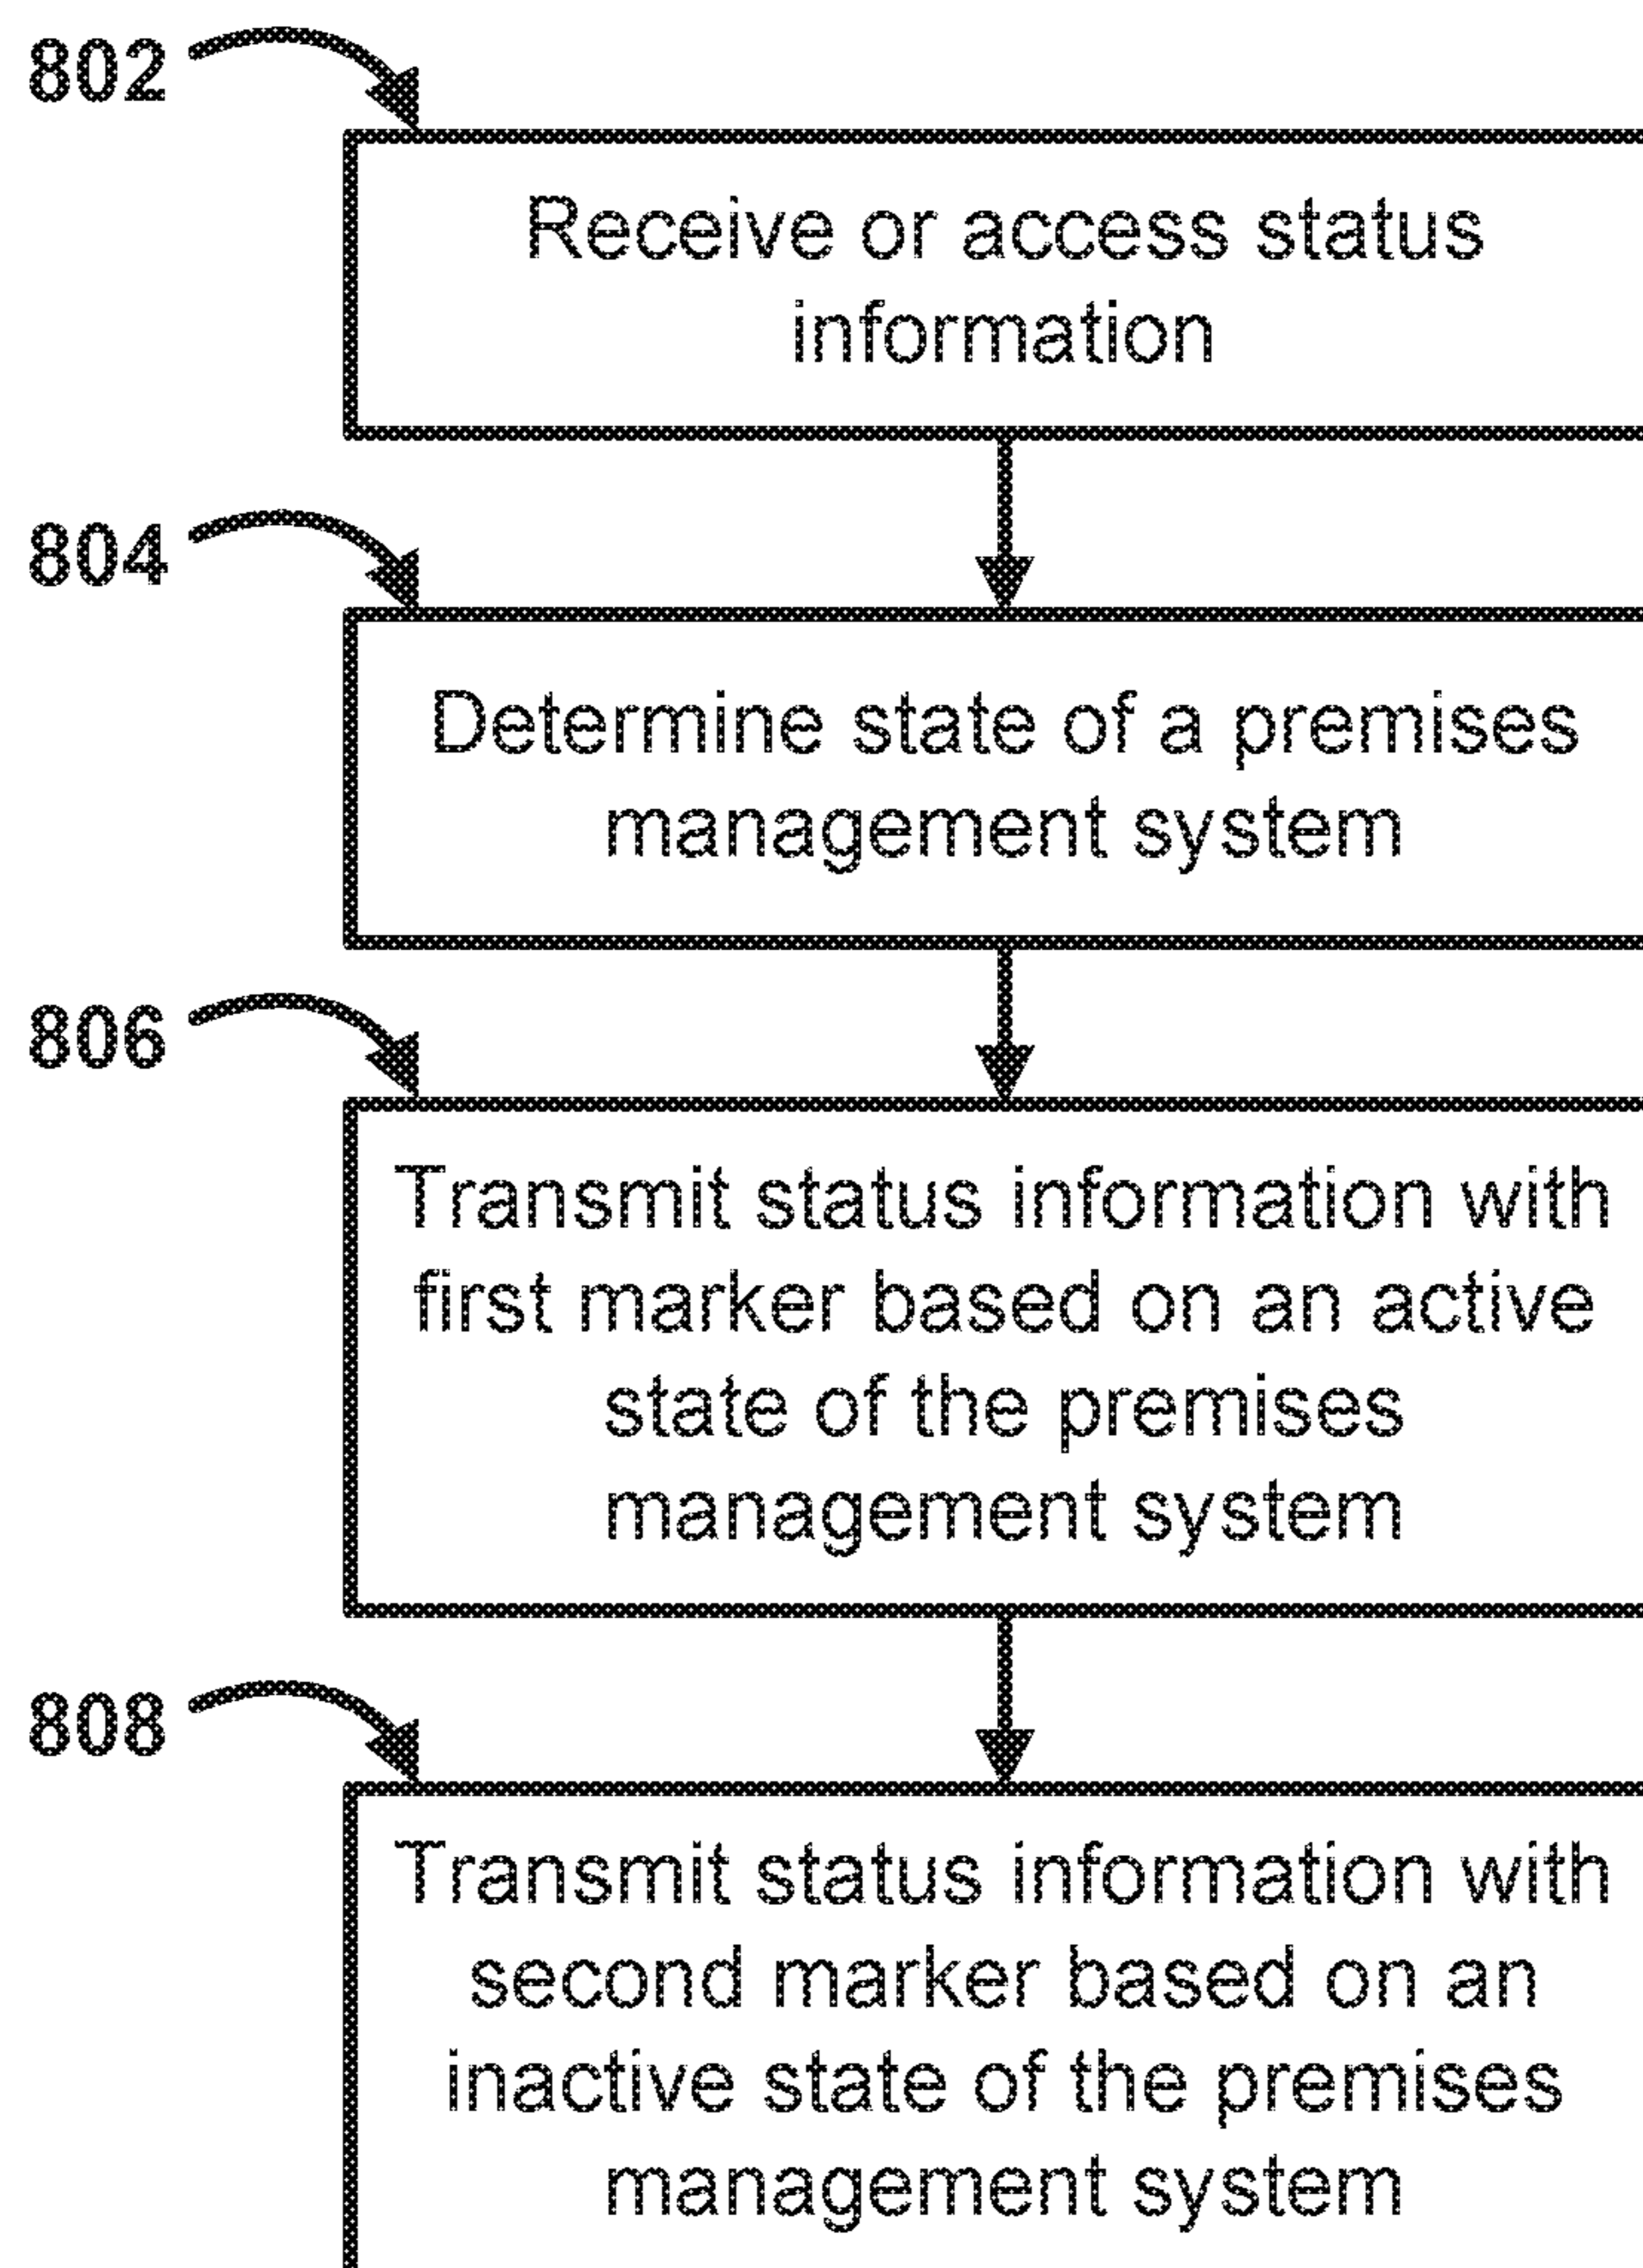 802
Receive or access status
information
804
Determine state of a premises
management system
806
Transmit status information with
first marker based on an active
state of the premises
management system
808
Transmit status information with
second marker based on an
inactive state of the premises
management system